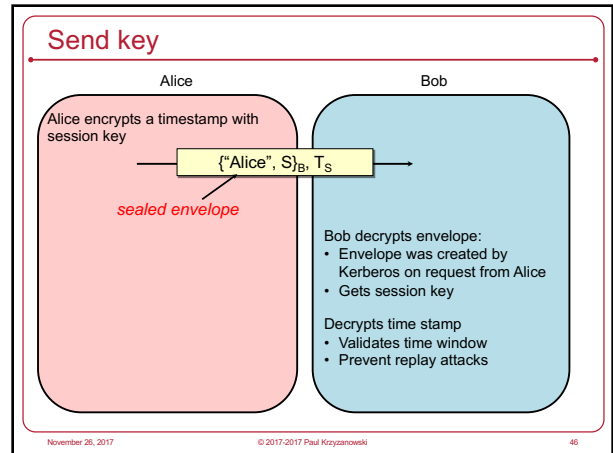 Send key
Alice
Bob
Alice encrypts a timestamp with
session key
{“Alice”, S}B, TS
sealed envelope
Bob decrypts envelope:
• Envelope was created by
Kerberos on request from Alice
• Gets session key
Decrypts time stamp
• Validates time window
• Prevent replay attacks
November 26, 2017
© 2017-2017 Paul Krzyzanowski
46